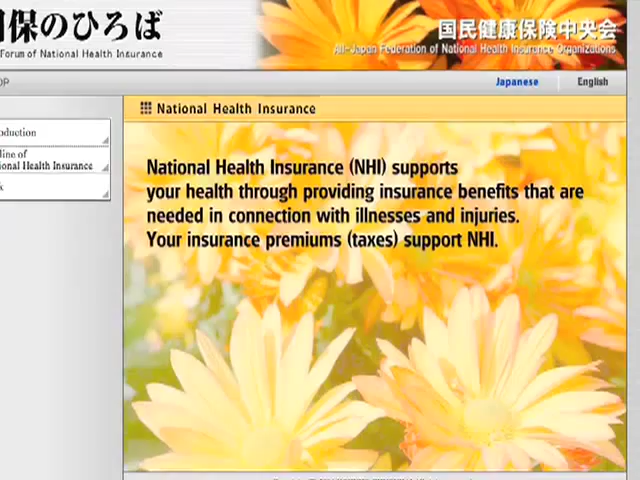 保のひろば
Forum of National Health Insurance
国民健康保険中央会
All-Japan Federation of National Health Insurance Organizations
Japanese
English
National Health Insurance
National Health Insurance (NHI) supports
your health through providing insurance benefits that are
needed in connection with illnesses and injuries.
Your insurance premiums (taxes) support NHI.
oduction
line of
ional Health Insurance
k